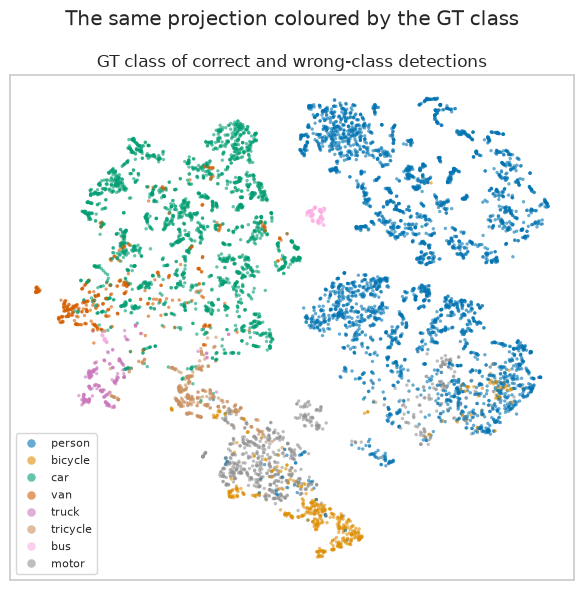 The same projection coloured by the GT class
GT class of correct and wrong-class detections
person
bicycle
car
van
truck
tricycle
bus
motor